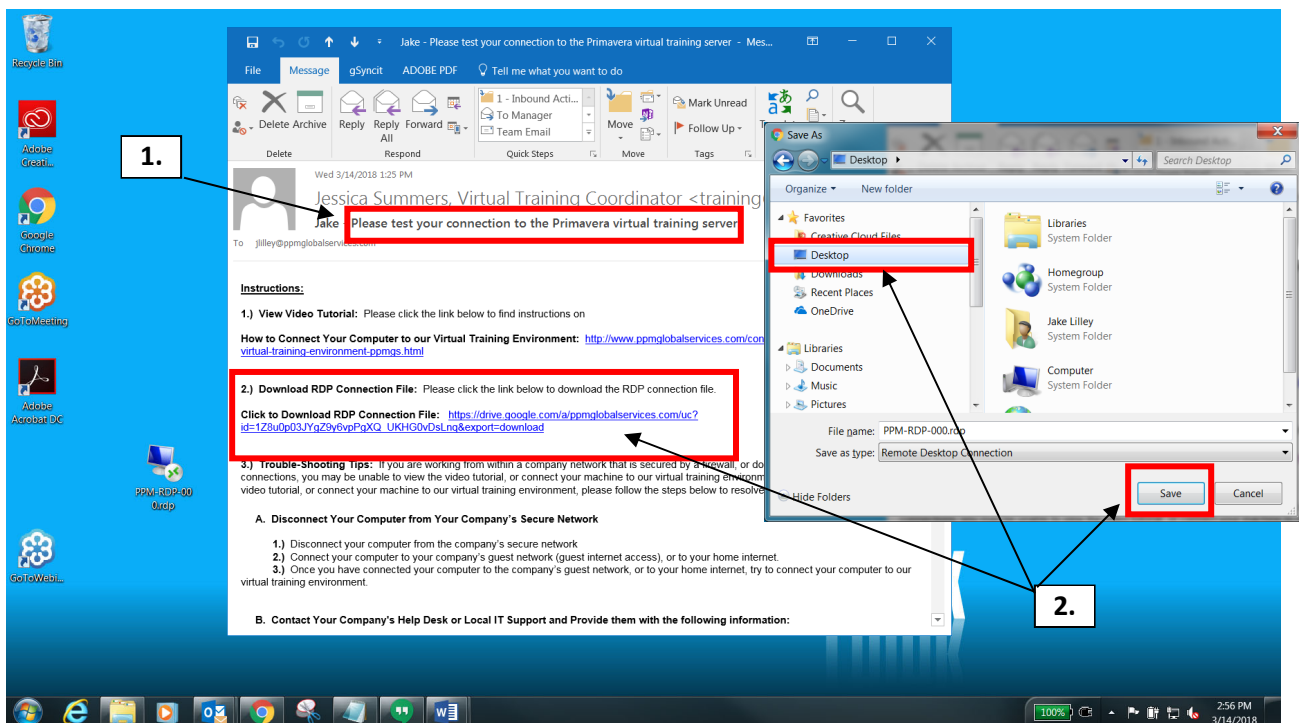 Recycle Bin
Adobe
Creati...
Google
Chrome
GoToMeeting
Adobe
Acrobat DC
PPM-RDP-00
0.rdp
GoToWebi...
1.
Jake - Please test your connection to the Primavera virtual training server - Mes...
File Message gSyncit ADOBE PDF Tell me what you want to do
Delete Archive
Reply Reply All Forward
1 - Inbound Acti...
To Manager
Team Email
Move
Mark Unread
Follow Up
Delete Respond Quick Steps Move Tags
Wed 3/14/2018 1:25 PM
Jessica Summers, Virtual Training Coordinator <training
Jake - Please test your connection to the Primavera virtual training server
To jlilley@ppmglobalservices.com
Instructions:
1.) View Video Tutorial: Please click the link below to find instructions on
How to Connect Your Computer to our Virtual Training Environment: http://www.ppmglobalservices.com/con
virtual-training-environment-ppmgs.html
2.) Download RDP Connection File: Please click the link below to download the RDP connection file.
Click to Download RDP Connection File: https://drive.google.com/a/ppmglobalservices.com/uc?
id=1Z8u0p03JYgZ9y6vpPgXQ_UKHG0vDsLnq&export=download
3.) Trouble-Shooting Tips: If you are working from within a company network that is secured by a firewall, or do
connections, you may be unable to view the video tutorial, or connect your machine to our virtual training environm
video tutorial, or connect your machine to our virtual training environment, please follow the steps below to resolve
A. Disconnect Your Computer from Your Company's Secure Network
1.) Disconnect your computer from the company's secure network
2.) Connect your computer to your company's guest network (guest internet access), or to your home internet.
3.) Once you have connected your computer to the company's guest network, or to your home internet, try to connect your computer to our
virtual training environment.
B. Contact Your Company's Help Desk or Local IT Support and Provide them with the following information:
Save As
Desktop
Search Desktop
Organize New folder
Favorites
Creative Cloud Files
Desktop
Downloads
Recent Places
OneDrive
Libraries
Documents
Music
Pictures
Libraries
System Folder
Homegroup
System Folder
Jake Lilley
System Folder
Computer
System Folder
File name: PPM-RDP-000.rdp
Save as type: Remote Desktop Connection
Hide Folders
Save Cancel
2.
100%
2:56 PM
3/14/2018